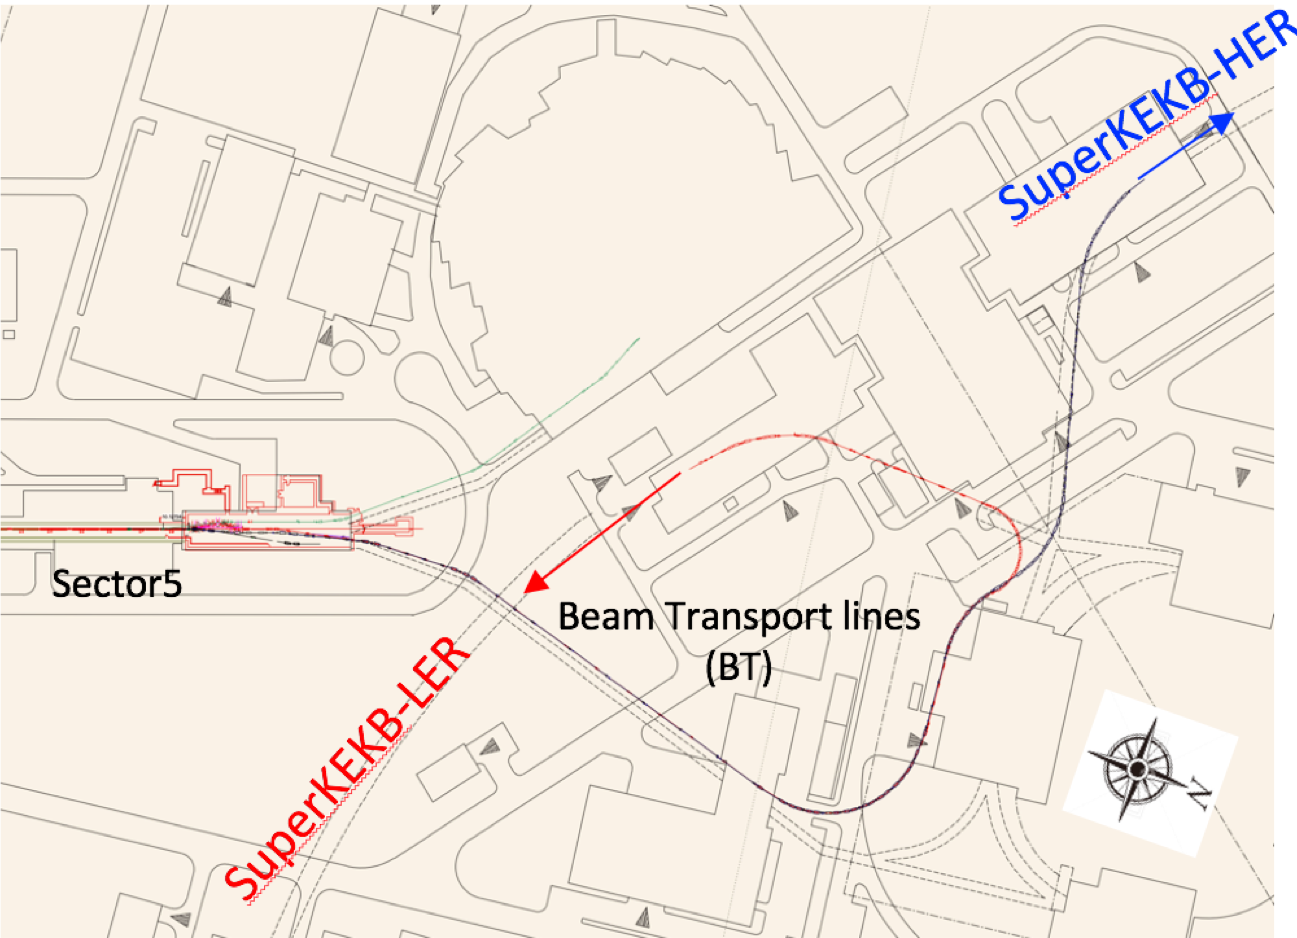 SuperKEKB-HER
Sector5
Beam Transport lines
(BT)
SuperKEKB-LER
N